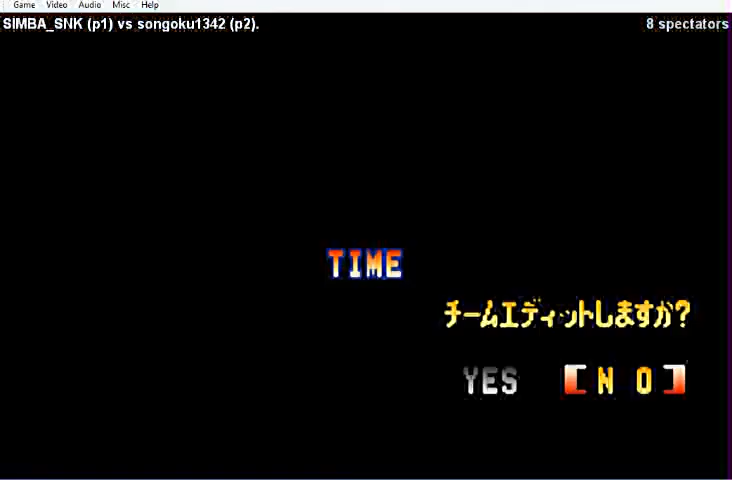 Game Video Audio Misc Help
SIMBA_SNK (p1) vs songoku1342 (p2). 8 spectators
TIME
チームエディットしますか?
YES [N O]